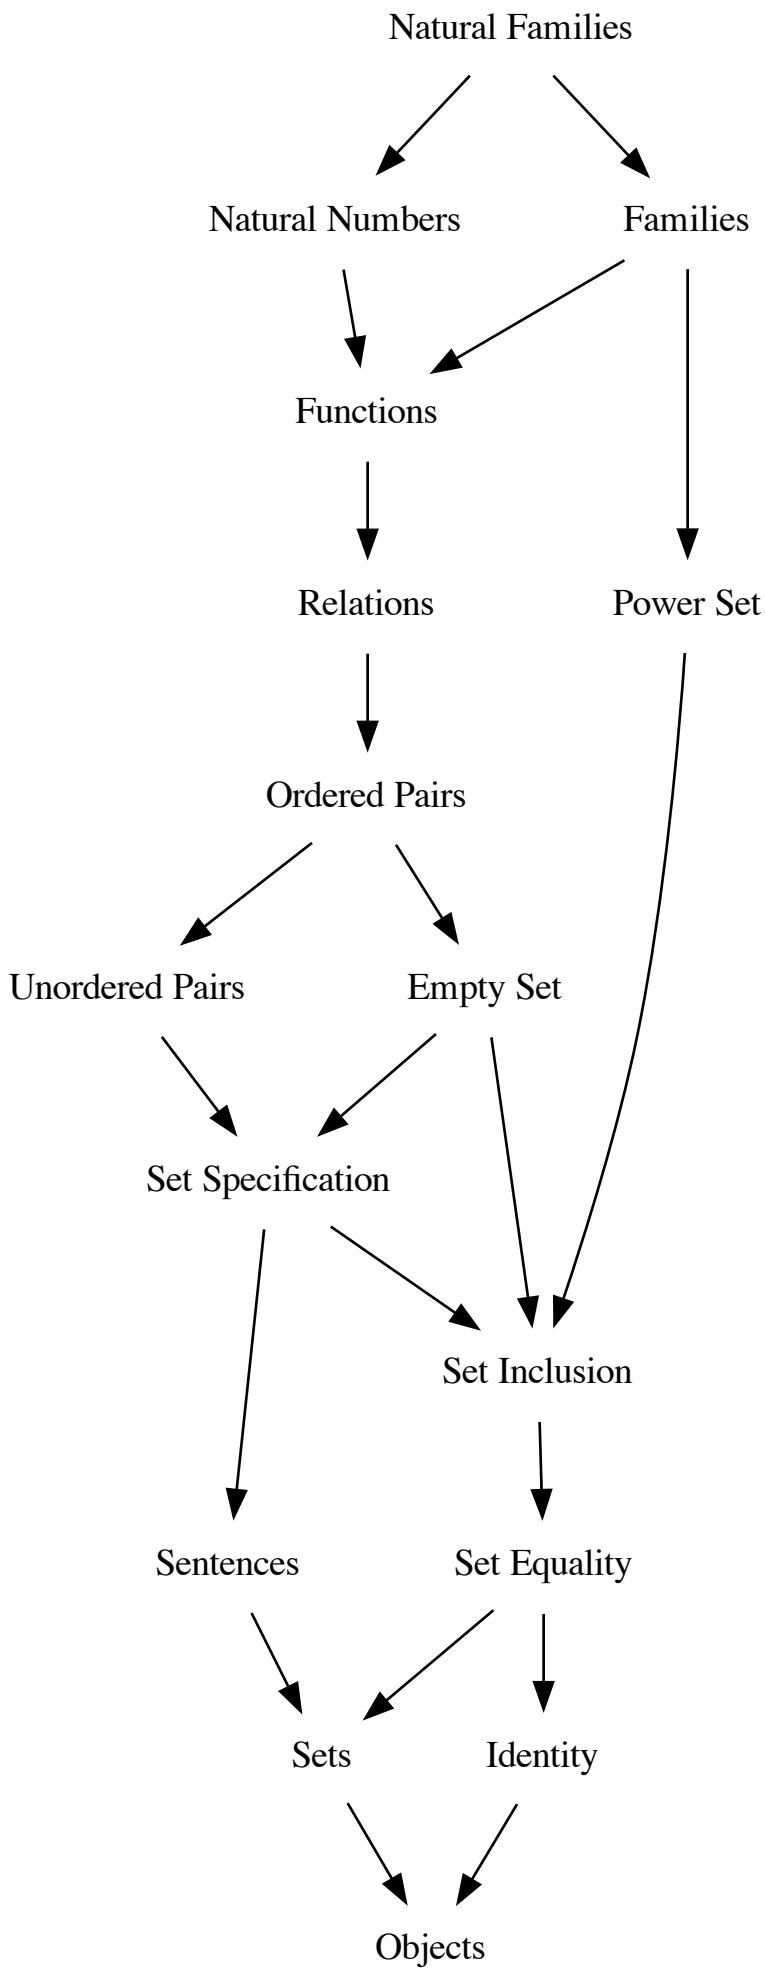 Natural Families
Natural Numbers
Families
Functions
Relations
Power Set
Ordered Pairs
Unordered Pairs
Empty Set
Set Specification
Set Inclusion
Sentences
Set Equality
Sets
Identity
Objects